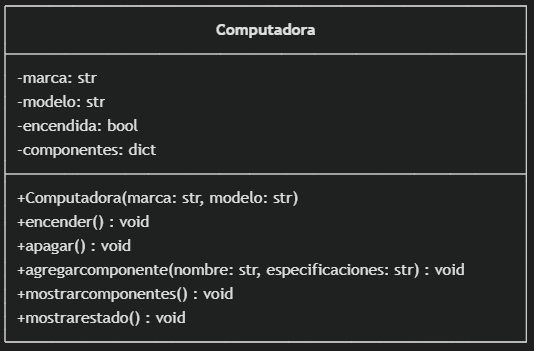 Computadora
-marca: str
-modelo: str
-encendida: bool
-componentes: dict
+Computadora(marca: str, modelo: str)
+encender() : void
+apagar() : void
+agregarcomponente(nombre: str, especificaciones: str) : void
+mostrarcomponentes() : void
+mostrarestado() : void